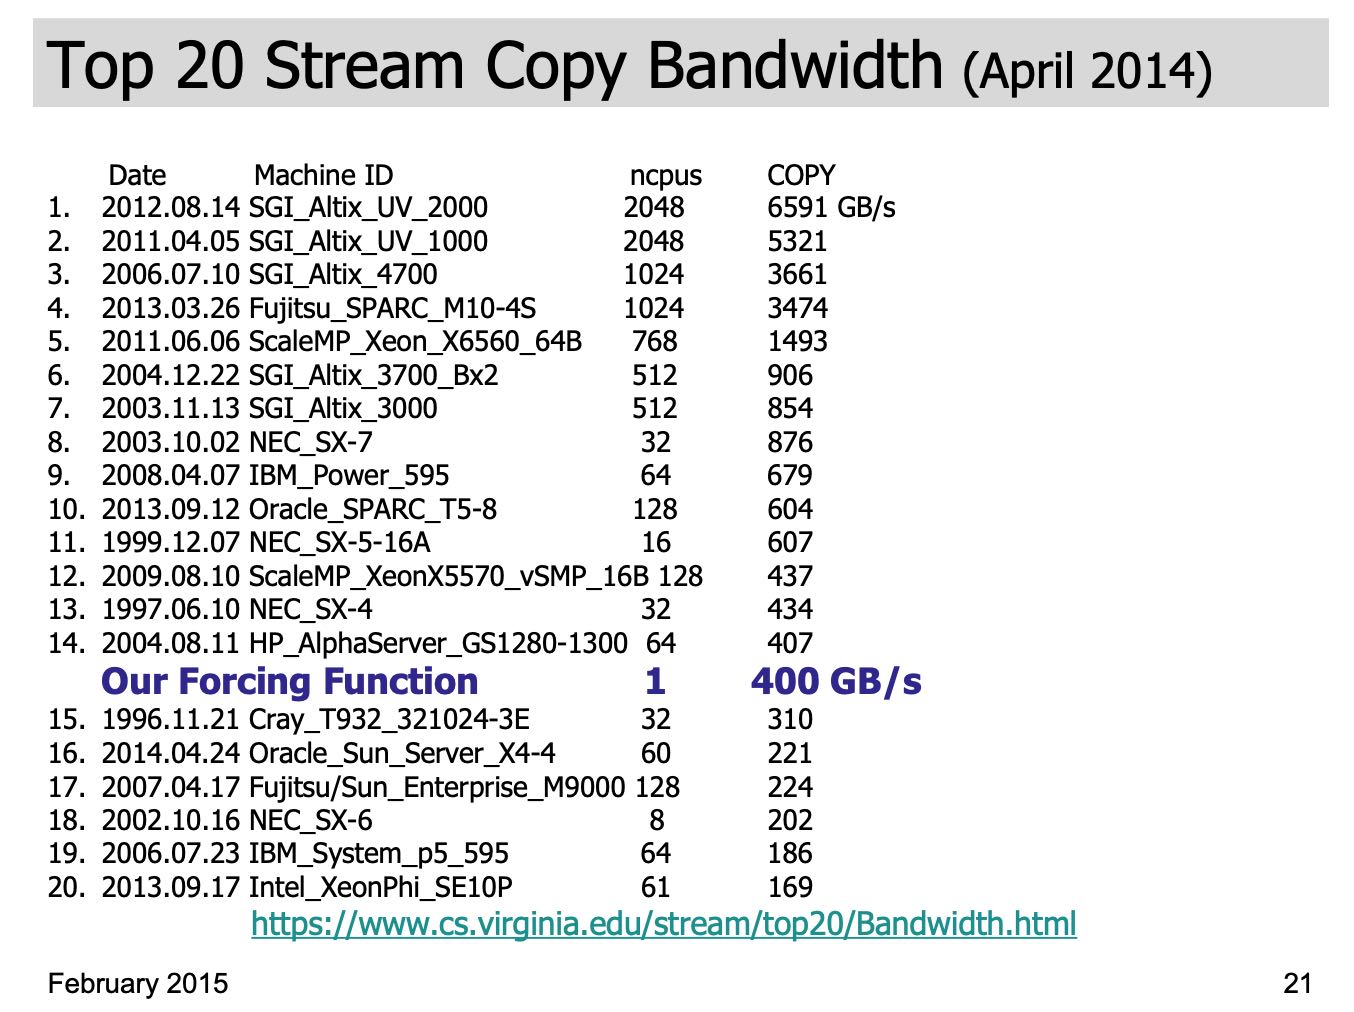 Top 20 Stream Copy Bandwidth (April 2014)
Date Machine ID ncpus COPY
1. 2012.08.14 SGI_Altix_UV_2000 2048 6591 GB/s
2. 2011.04.05 SGI_Altix_UV_1000 2048 5321
3. 2006.07.10 SGI_Altix_4700 1024 3661
4. 2013.03.26 Fujitsu_SPARC_M10-4S 1024 3474
5. 2011.06.06 ScaleMP_Xeon_X6560_64B 768 1493
6. 2004.12.22 SGI_Altix_3700_Bx2 512 906
7. 2003.11.13 SGI_Altix_3000 512 854
8. 2003.10.02 NEC_SX-7 32 876
9. 2008.04.07 IBM_Power_595 64 679
10. 2013.09.12 Oracle_SPARC_T5-8 128 604
11. 1999.12.07 NEC_SX-5-16A 16 607
12. 2009.08.10 ScaleMP_XeonX5570_vSMP_16B 128 437
13. 1997.06.10 NEC_SX-4 32 434
14. 2004.08.11 HP_AlphaServer_GS1280-1300 64 407
Our Forcing Function 1 400 GB/s
15. 1996.11.21 Cray_T932_321024-3E 32 310
16. 2014.04.24 Oracle_Sun_Server_X4-4 60 221
17. 2007.04.17 Fujitsu/Sun_Enterprise_M9000 128 224
18. 2002.10.16 NEC_SX-6 8 202
19. 2006.07.23 IBM_System_p5_595 64 186
20. 2013.09.17 Intel_XeonPhi_SE10P 61 169
https://www.cs.virginia.edu/stream/top20/Bandwidth.html
February 2015 21